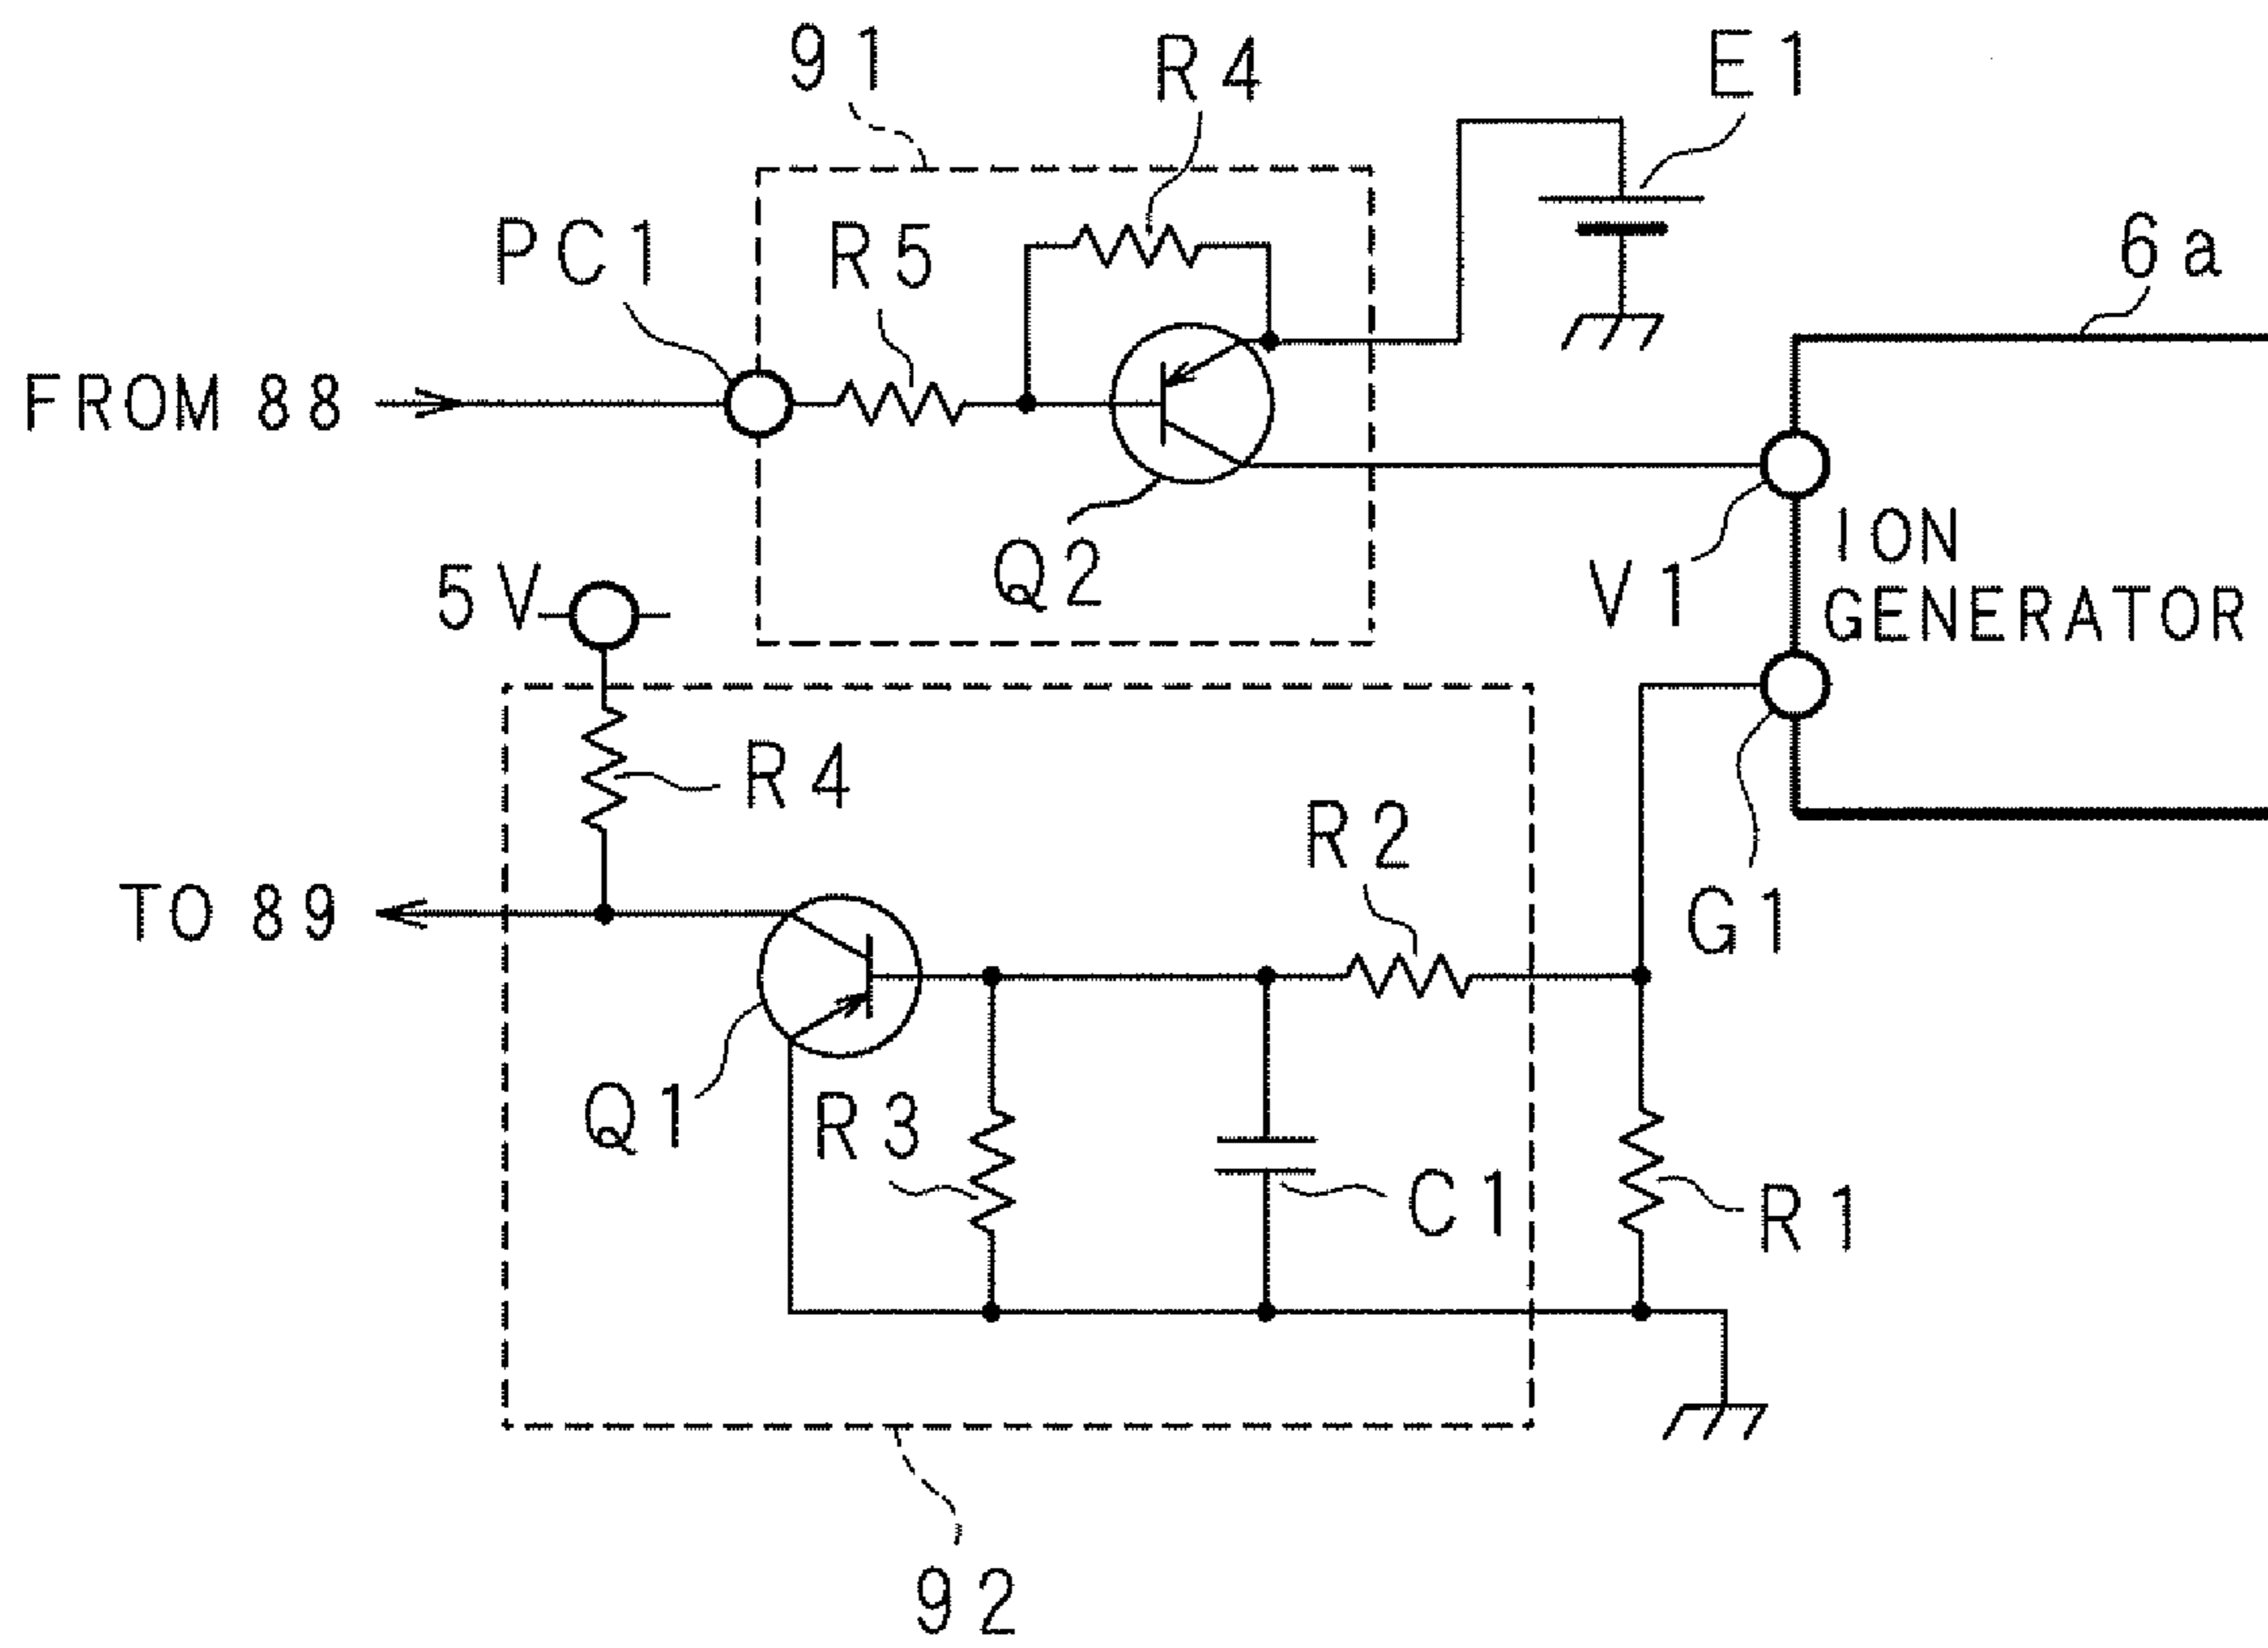 91
R4
E1
PC1
R5
6a
FROM 88
Q2
V1
ION
GENERATOR
5V
R4
R2
TO 89
G1
Q1
R3
C1
R1
92